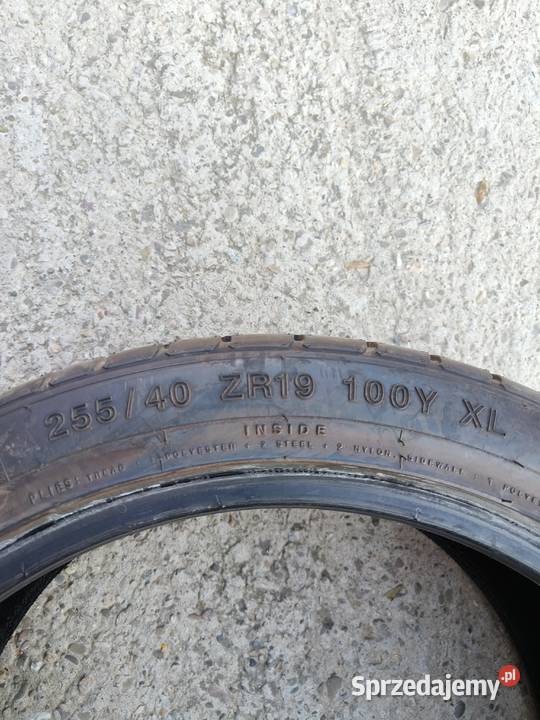 255/40 ZR19 100Y XL
INSIDE
PLIES: TREAD 1 POLYESTER + 2 STEEL + 2 NYLON. SIDEWALL 1 POLYE
Sprzedajemy.pl